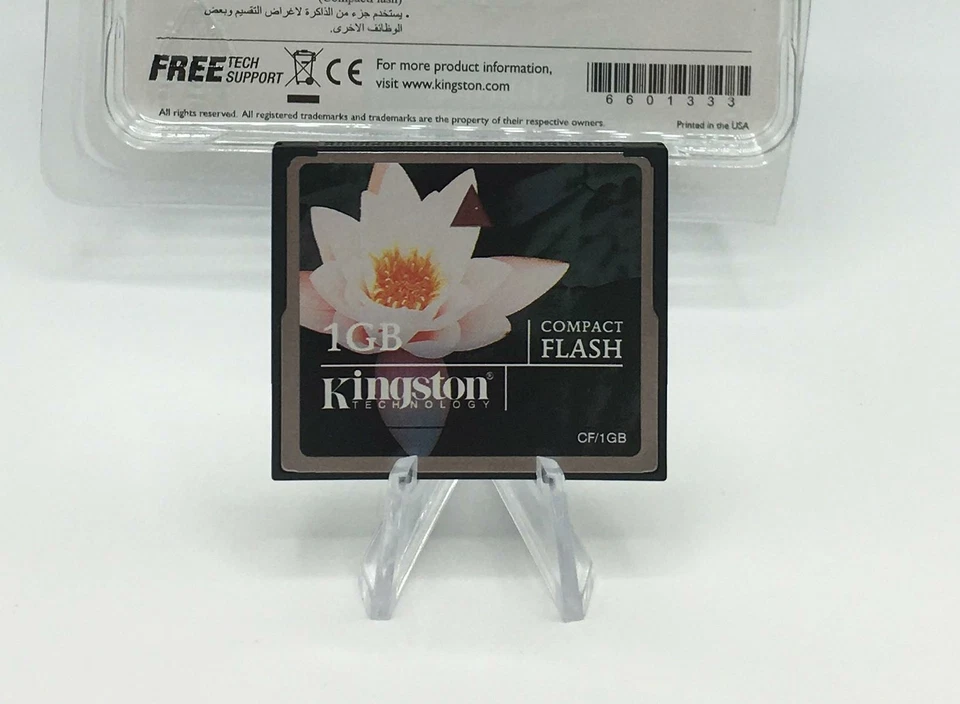 (Compactflash)
• يستخدم جزء من الذاكرة لاغراض التقسيم وبعض
الوظائف الاخرى.
FREE TECH SUPPORT
CE
For more product information,
visit www.kingston.com
6601333
All rights reserved. All registered trademarks and trademarks are the property of their respective owners.
Printed in the USA
1GB
COMPACT
FLASH
Kingston®
TECHNOLOGY
CF/1GB